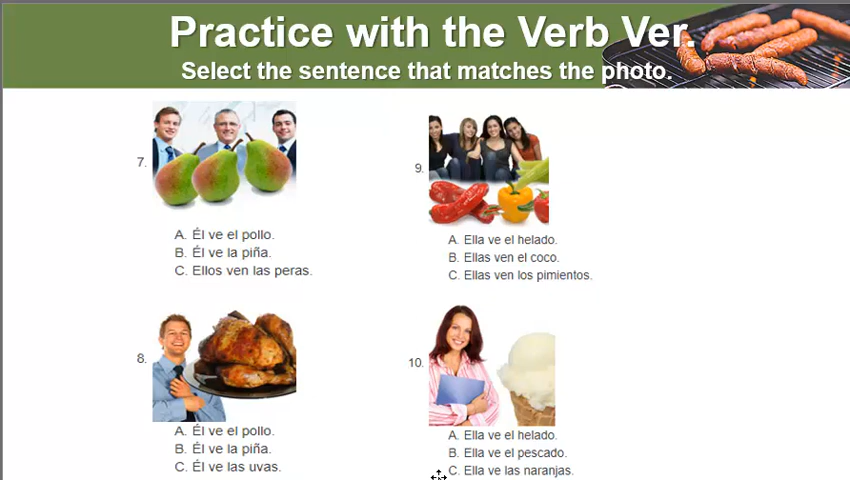 Practice with the Verb Ver.
Select the sentence that matches the photo.
7.
A. Él ve el pollo.
B. Él ve la piña.
C. Ellos ven las peras.
8.
A. Él ve el pollo.
B. Él ve la piña.
C. Él ve las uvas.
9.
A. Ella ve el helado.
B. Ellas ven el coco.
C. Ellas ven los pimientos.
10.
A. Ella ve el helado.
B. Ella ve el pescado.
C. Ella ve las naranjas.